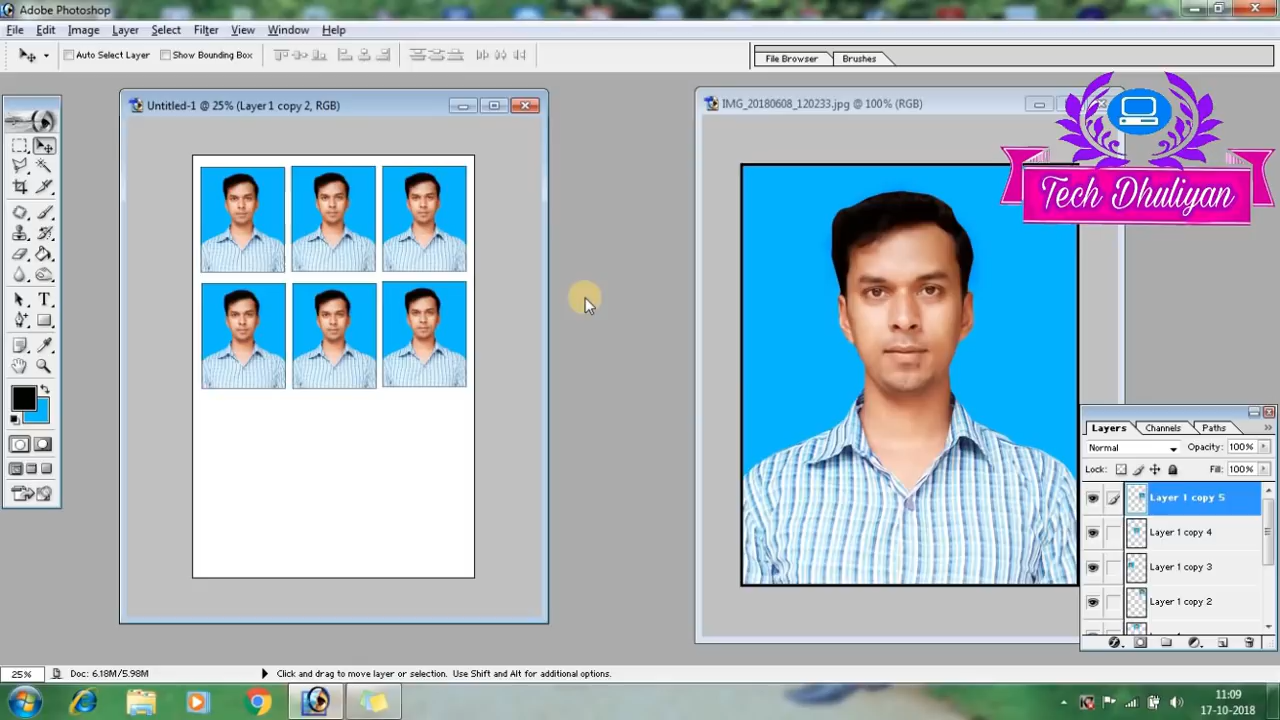 Adobe Photoshop
File Edit Image Layer Select Filter View Window Help
Auto Select Layer Show Bounding Box
File Browser Brushes
Untitled-1 @ 25% (Layer 1 copy 2, RGB)
IMG_20180608_120233.jpg @ 100% (RGB)
Tech Dhuliyan
Layers Channels Paths
Normal Opacity: 100%
Lock: Fill: 100%
Layer 1 copy 5
Layer 1 copy 4
Layer 1 copy 3
Layer 1 copy 2
25% Doc: 6.18M/5.98M Click and drag to move layer or selection. Use Shift and Alt for additional options.
11:09
17-10-2018